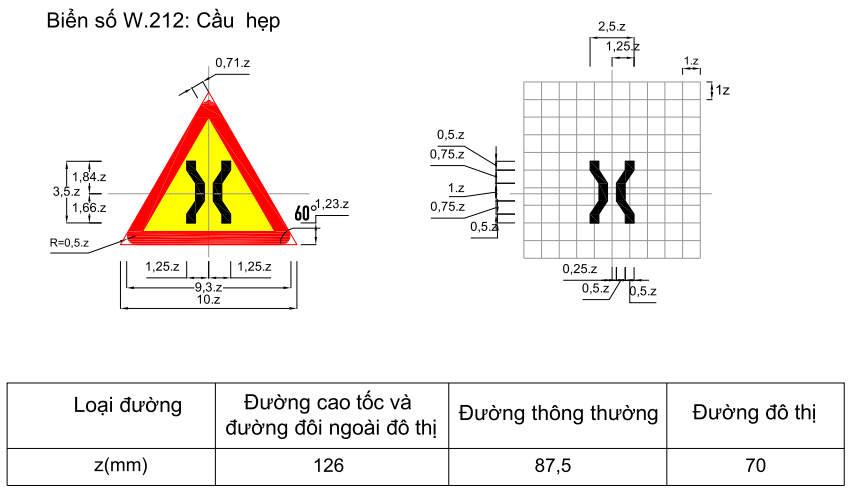 Biển số W.212: Cầu hẹp
0,71.z
1,84.z
3,5.z
1,66.z
60°
1,23.z
R=0,5.z
1,25.z 1,25.z
9,3.z
10.z
2,5.z
1,25.z
1.z
1z
0,5.z
0,75.z
1.z
0,75.z
0,5.z
0,25.z
0,5.z 0,5.z
Loại đường Đường cao tốc và đường đôi ngoài đô thị Đường thông thường Đường đô thị
z(mm) 126 87,5 70